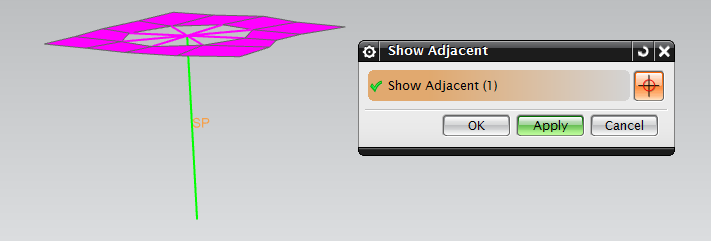 Show Adjacent
Show Adjacent (1)
OK Apply Cancel
SP